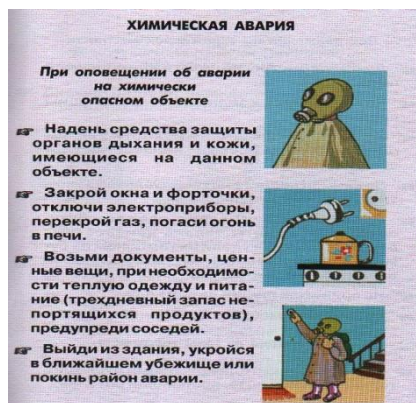 ХИМИЧЕСКАЯ АВАРИЯ
При оповещении об аварии
на химически
опасном объекте
☞ Надень средства защиты
органов дыхания и кожи,
имеющиеся на данном
объекте.
☞ Закрой окна и форточки,
отключи электроприборы,
перекрой газ, погаси огонь
в печи.
☞ Возьми документы, цен-
ные вещи, при необходимо-
сти теплую одежду и пита-
ние (трехдневный запас не-
портящихся продуктов),
предупреди соседей.
☞ Выйди из здания, укройся
в ближайшем убежище или
покинь район аварии.